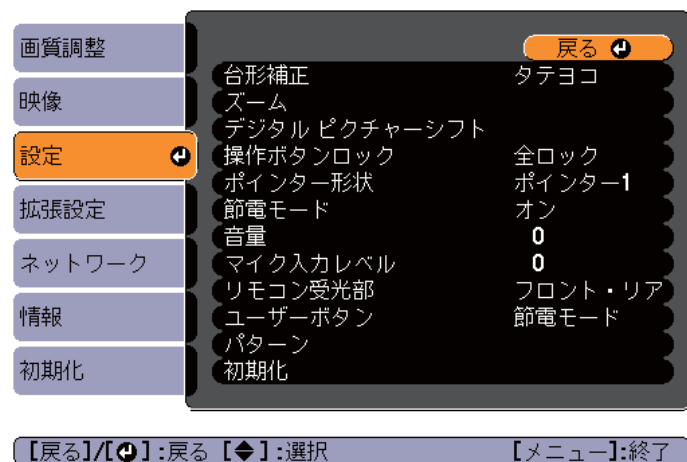 画質調整
映像
設定
拡張設定
ネットワーク
情報
初期化
戻る
台形補正 タテヨコ
ズーム
デジタル ピクチャーシフト
操作ボタンロック 全ロック
ポインター形状 ポインター1
節電モード オン
音量 0
マイク入力レベル 0
リモコン受光部 フロント・リア
ユーザーボタン 節電モード
パターン
初期化
[戻る]/[⏎]:戻る [◆]:選択 [メニュー]:終了